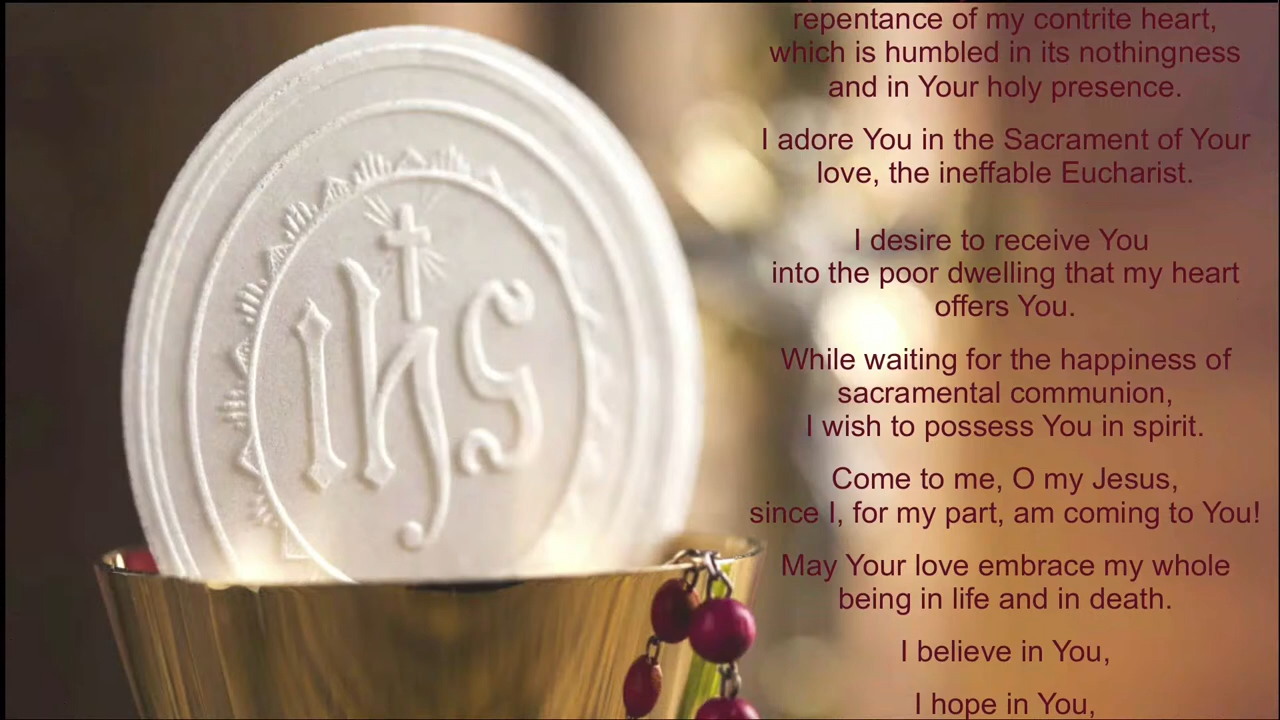 repentance of my contrite heart,
which is humbled in its nothingness
and in Your holy presence.
I adore You in the Sacrament of Your
love, the ineffable Eucharist.
I desire to receive You
into the poor dwelling that my heart
offers You.
While waiting for the happiness of
sacramental communion,
I wish to possess You in spirit.
Come to me, O my Jesus,
since I, for my part, am coming to You!
May Your love embrace my whole
being in life and in death.
I believe in You,
I hope in You,
ihs